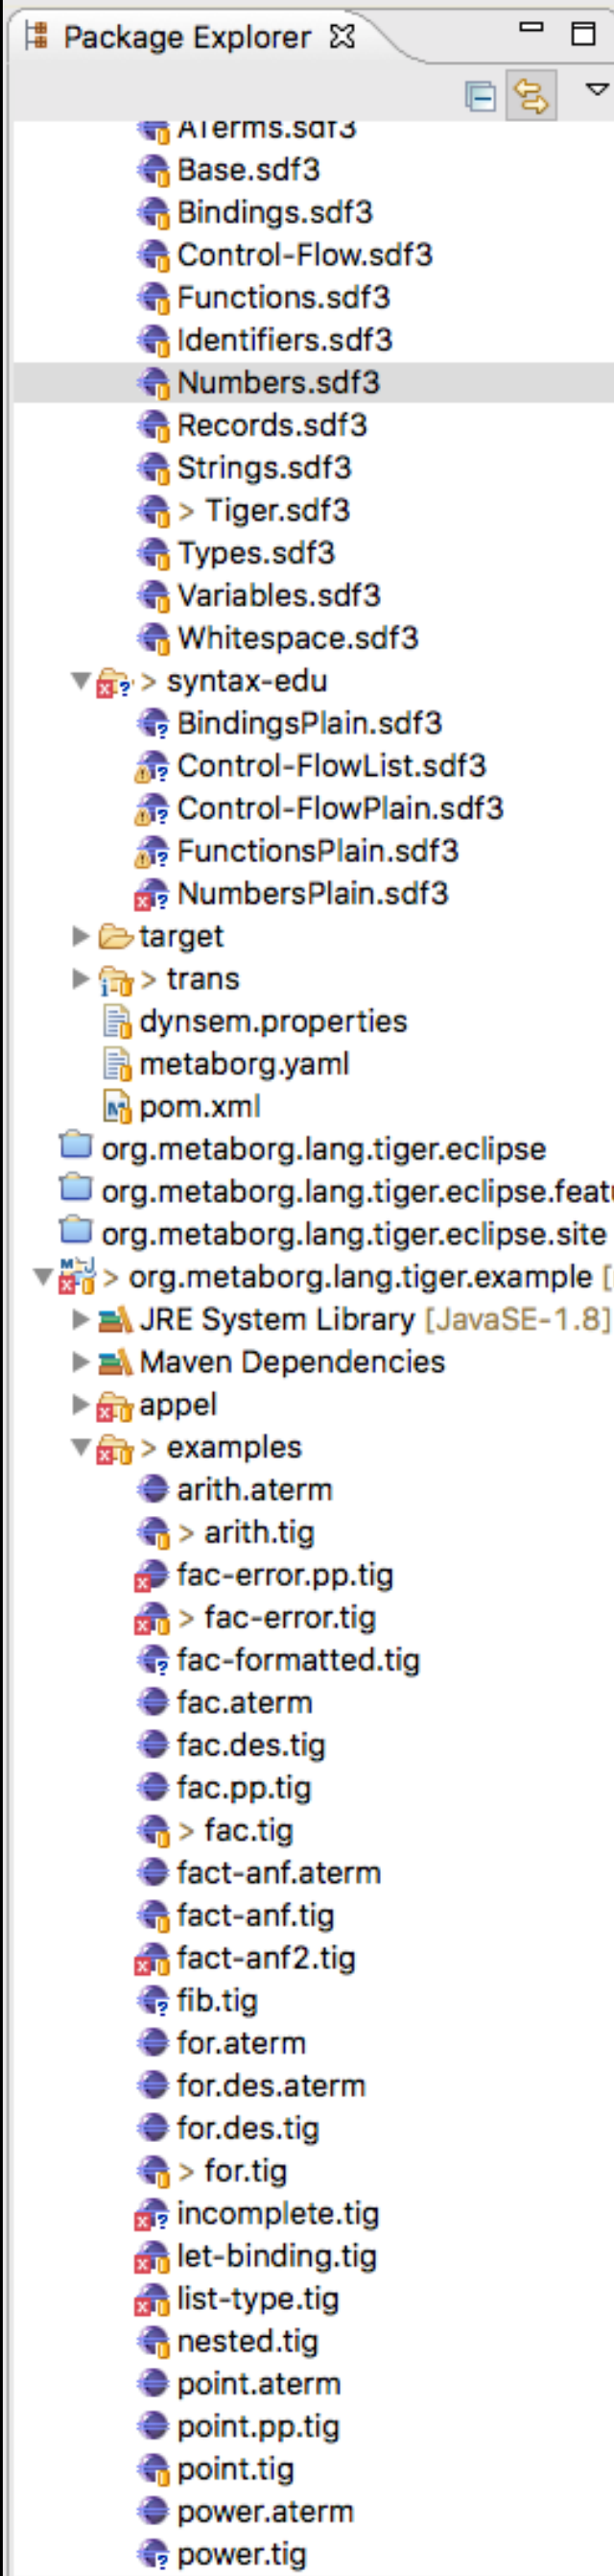 Package Explorer
ATerms.sdf3
Base.sdf3
Bindings.sdf3
Control-Flow.sdf3
Functions.sdf3
Identifiers.sdf3
Numbers.sdf3
Records.sdf3
Strings.sdf3
> Tiger.sdf3
Types.sdf3
Variables.sdf3
Whitespace.sdf3
> syntax-edu
BindingsPlain.sdf3
Control-FlowList.sdf3
Control-FlowPlain.sdf3
FunctionsPlain.sdf3
NumbersPlain.sdf3
target
> trans
dynsem.properties
metaborg.yaml
pom.xml
org.metaborg.lang.tiger.eclipse
org.metaborg.lang.tiger.eclipse.featu
org.metaborg.lang.tiger.eclipse.site
> org.metaborg.lang.tiger.example [
JRE System Library [JavaSE-1.8]
Maven Dependencies
appel
> examples
arith.aterm
> arith.tig
fac-error.pp.tig
> fac-error.tig
fac-formatted.tig
fac.aterm
fac.des.tig
fac.pp.tig
> fac.tig
fact-anf.aterm
fact-anf.tig
fact-anf2.tig
fib.tig
for.aterm
for.des.aterm
for.des.tig
> for.tig
incomplete.tig
let-binding.tig
list-type.tig
nested.tig
point.aterm
point.pp.tig
point.tig
power.aterm
power.tig